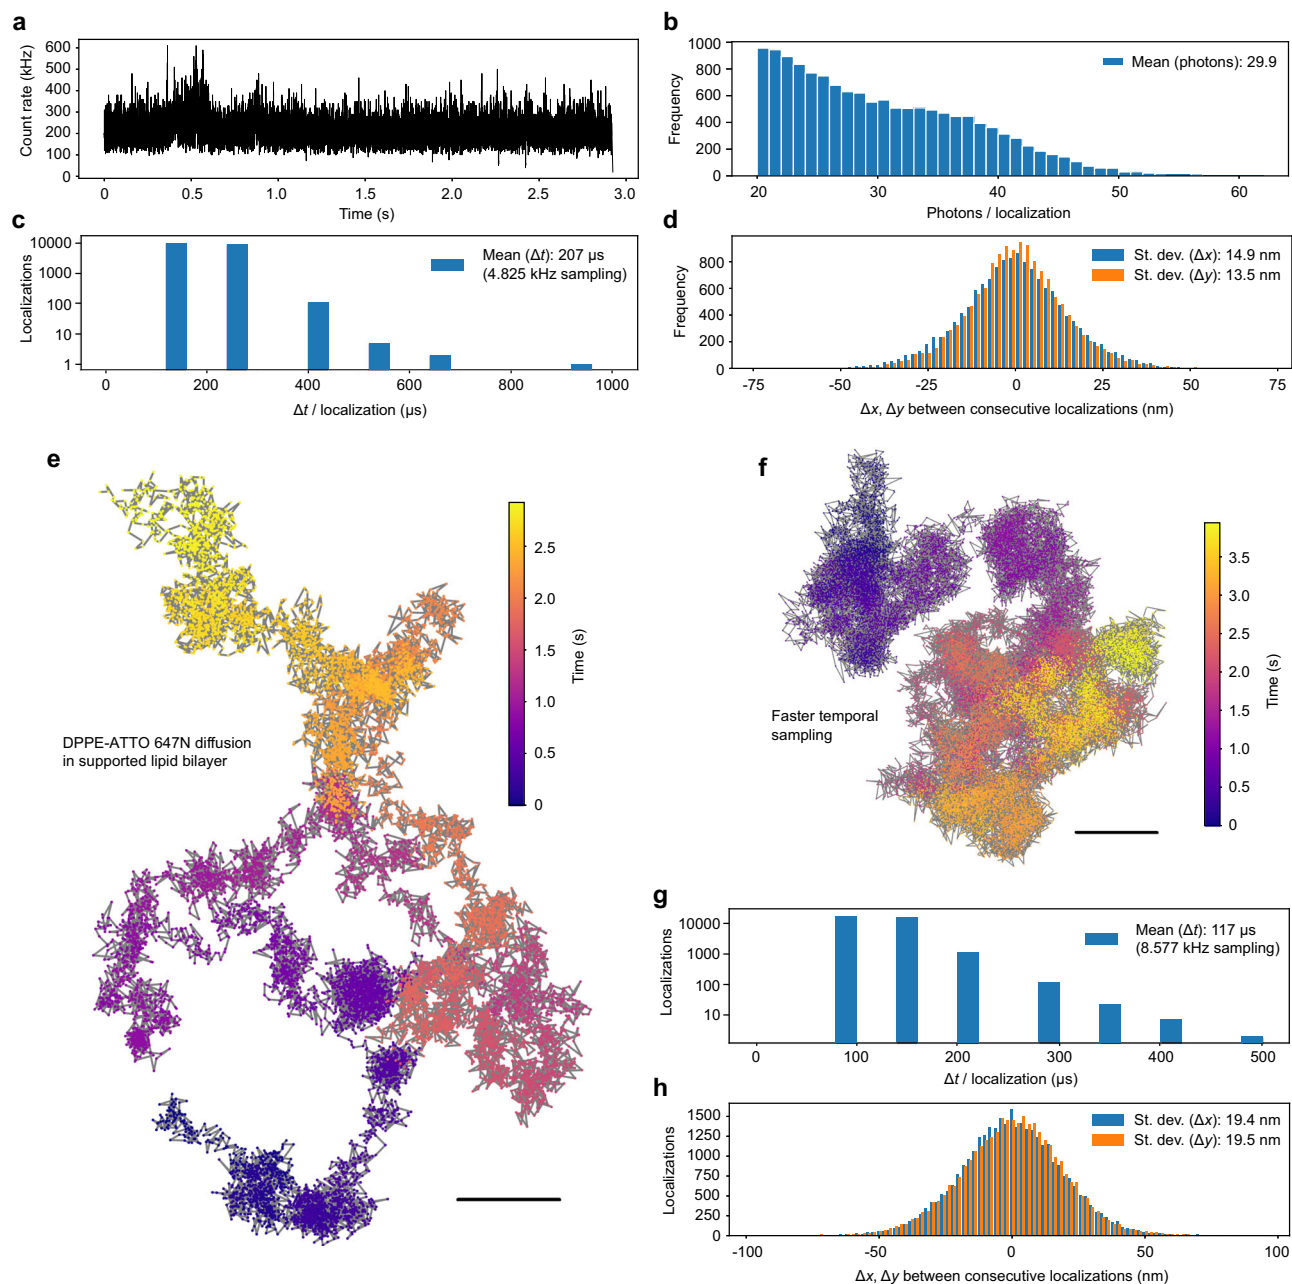 a
Count rate (kHz)
600
500
400
300
200
100
0
0
0.5
1.0
1.5
2.0
2.5
3.0
Time (s)
b
Frequency
1000
800
600
400
200
0
Mean (photons): 29.9
20
30
40
50
60
Photons / localization
c
Localizations
10000
1000
100
10
1
Mean (Δt): 207 µs
(4.825 kHz sampling)
0
200
400
600
800
1000
Δt / localization (µs)
d
Frequency
800
600
400
200
0
St. dev. (Δx): 14.9 nm
St. dev. (Δy): 13.5 nm
-75
-50
-25
0
25
50
75
Δx, Δy between consecutive localizations (nm)
e
DPPE-ATTO 647N diffusion
in supported lipid bilayer
2.5
2.0
1.5
1.0
0.5
0
Time (s)
f
Faster temporal
sampling
3.5
3.0
2.5
2.0
1.5
1.0
0.5
0
Time (s)
g
Localizations
10000
1000
100
10
Mean (Δt): 117 µs
(8.577 kHz sampling)
0
100
200
300
400
500
Δt / localization (µs)
h
Localizations
1500
1250
1000
750
500
250
0
St. dev. (Δx): 19.4 nm
St. dev. (Δy): 19.5 nm
-100
-50
0
50
100
Δx, Δy between consecutive localizations (nm)